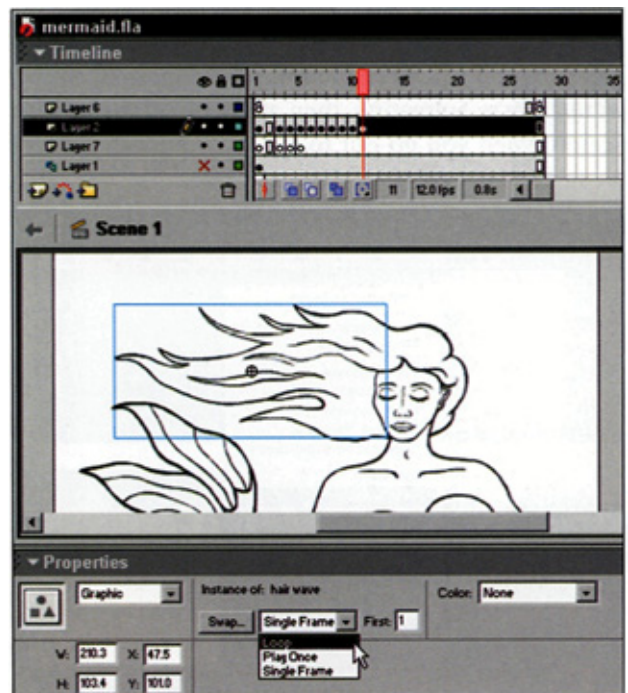 mermaid.fla
Timeline
1 5 10 15 20 25 30 35
Layer 6
Layer 2
Layer 7
Layer 1
11 12.0 fps 0.8s
Scene 1
Properties
Graphic Instance of: hair wave Color: None
Swap... Single Frame First: 1
Loop
W: 210.3 X: 47.5 Play Once
H: 103.4 Y: 101.0 Single Frame